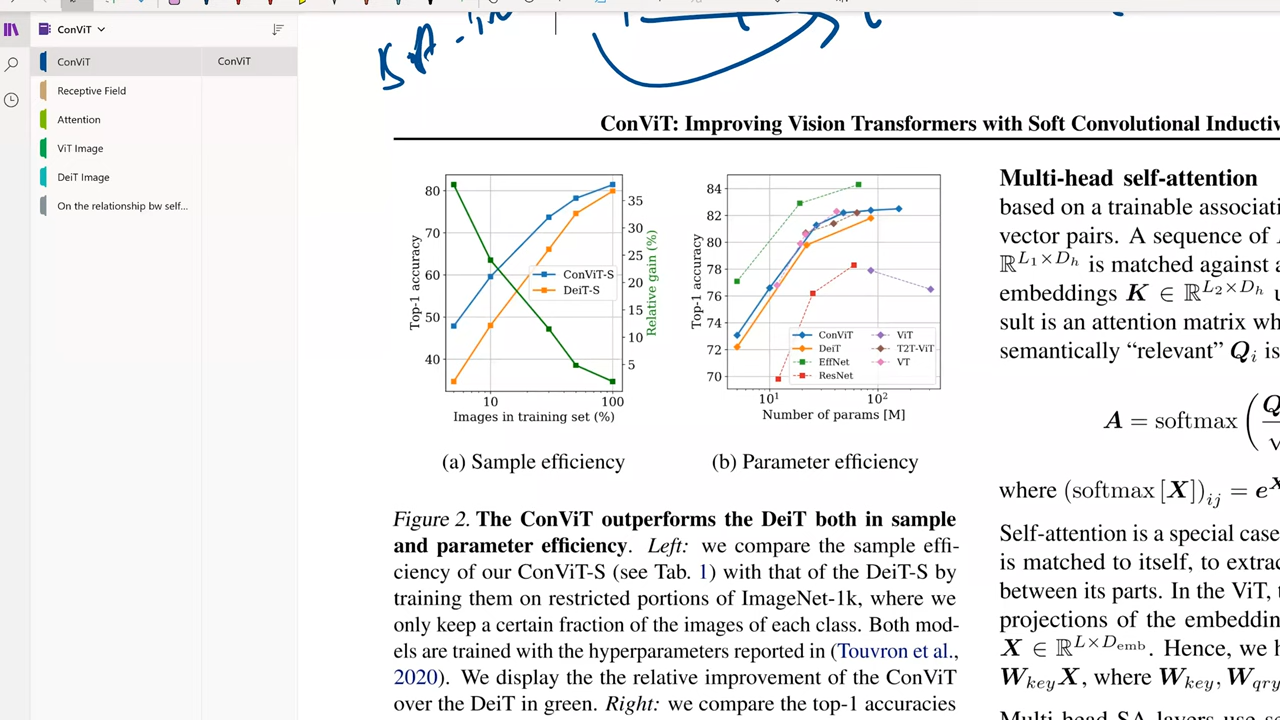 ConViT
ConViT
Receptive Field
Attention
ViT Image
DeiT Image
On the relationship bw self...
ConViT
ConViT: Improving Vision Transformers with Soft Convolutional Inducti
80
70
60
50
40
Top-1 accuracy
35
30
25
20
15
10
5
Relative gain (%)
ConViT-S
DeiT-S
10
100
Images in training set (%)
(a) Sample efficiency
84
82
80
78
76
74
72
70
Top-1 accuracy
ConViT
DeiT
EffNet
ResNet
ViT
T2T-ViT
VT
10¹
10²
Number of params [M]
(b) Parameter efficiency
Figure 2. The ConViT outperforms the DeiT both in sample
and parameter efficiency. Left: we compare the sample effi-
ciency of our ConViT-S (see Tab. 1) with that of the DeiT-S by
training them on restricted portions of ImageNet-1k, where we
only keep a certain fraction of the images of each class. Both mod-
els are trained with the hyperparameters reported in (Touvron et al.,
2020). We display the the relative improvement of the ConViT
over the DeiT in green. Right: we compare the top-1 accuracies
Multi-head self-attention
based on a trainable associati
vector pairs. A sequence of
ℝ^{L₁×D_h} is matched against a
embeddings K ∈ ℝ^{L₂×D_h} u
sult is an attention matrix wh
semantically “relevant” Q_i is
A = softmax ( Q
where (softmax [X])_{ij} = e^X
Self-attention is a special case
is matched to itself, to extrac
between its parts. In the ViT, t
projections of the embeddin
X ∈ ℝ^{L×D_emb}. Hence, we h
W_{key}X, where W_{key}, W_{qry}
Multi-head SA layers use se